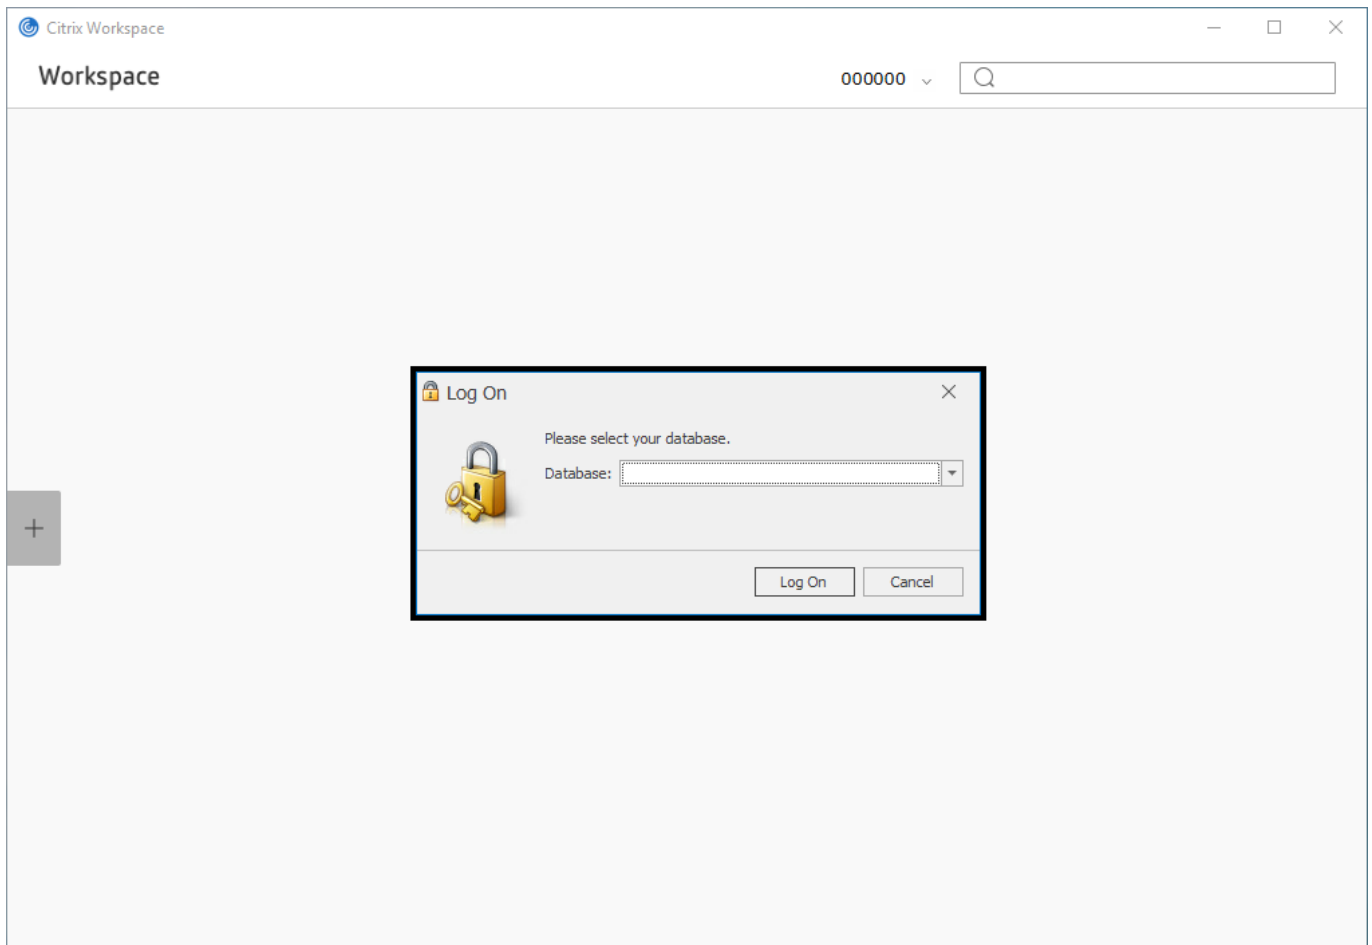 Citrix Workspace
Workspace
000000
Log On
Please select your database.
Database:
Log On
Cancel